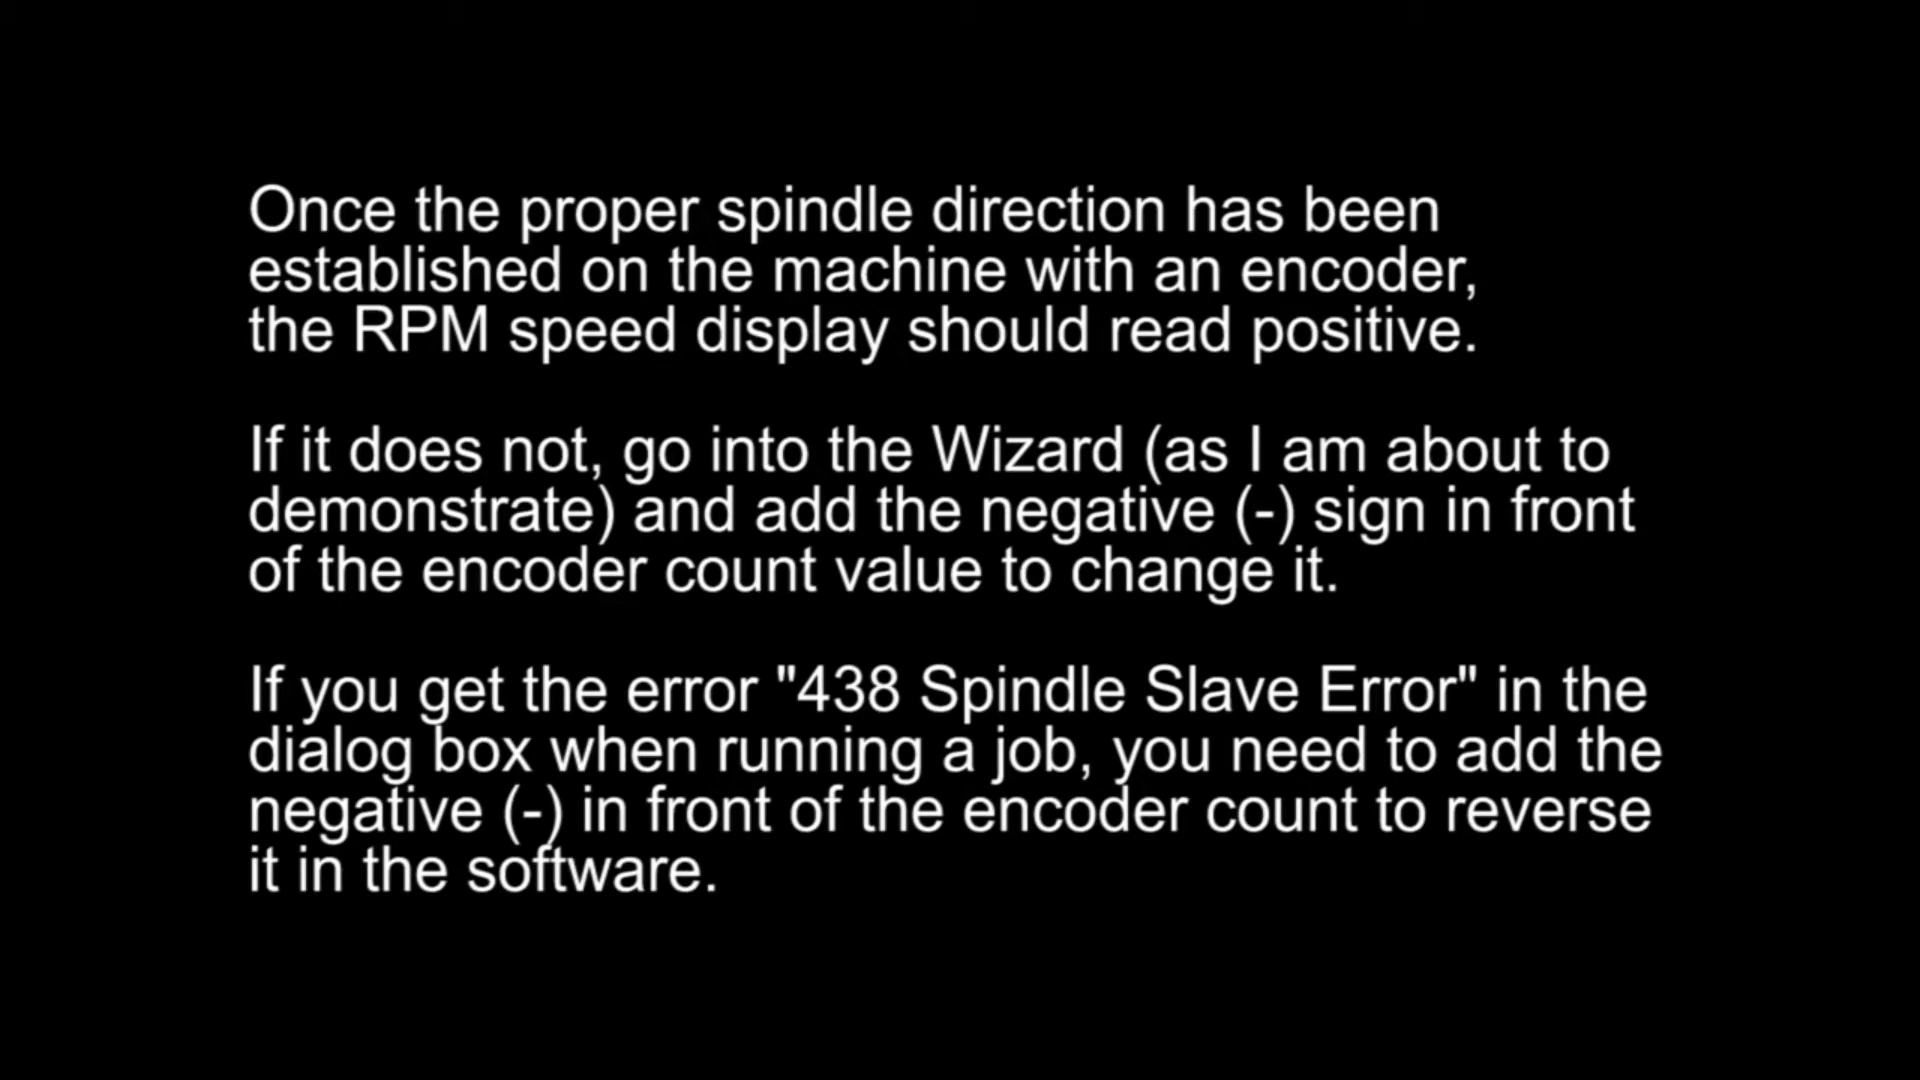 Once the proper spindle direction has been
established on the machine with an encoder,
the RPM speed display should read positive.
If it does not, go into the Wizard (as I am about to
demonstrate) and add the negative (-) sign in front
of the encoder count value to change it.
If you get the error "438 Spindle Slave Error" in the
dialog box when running a job, you need to add the
negative (-) in front of the encoder count to reverse
it in the software.